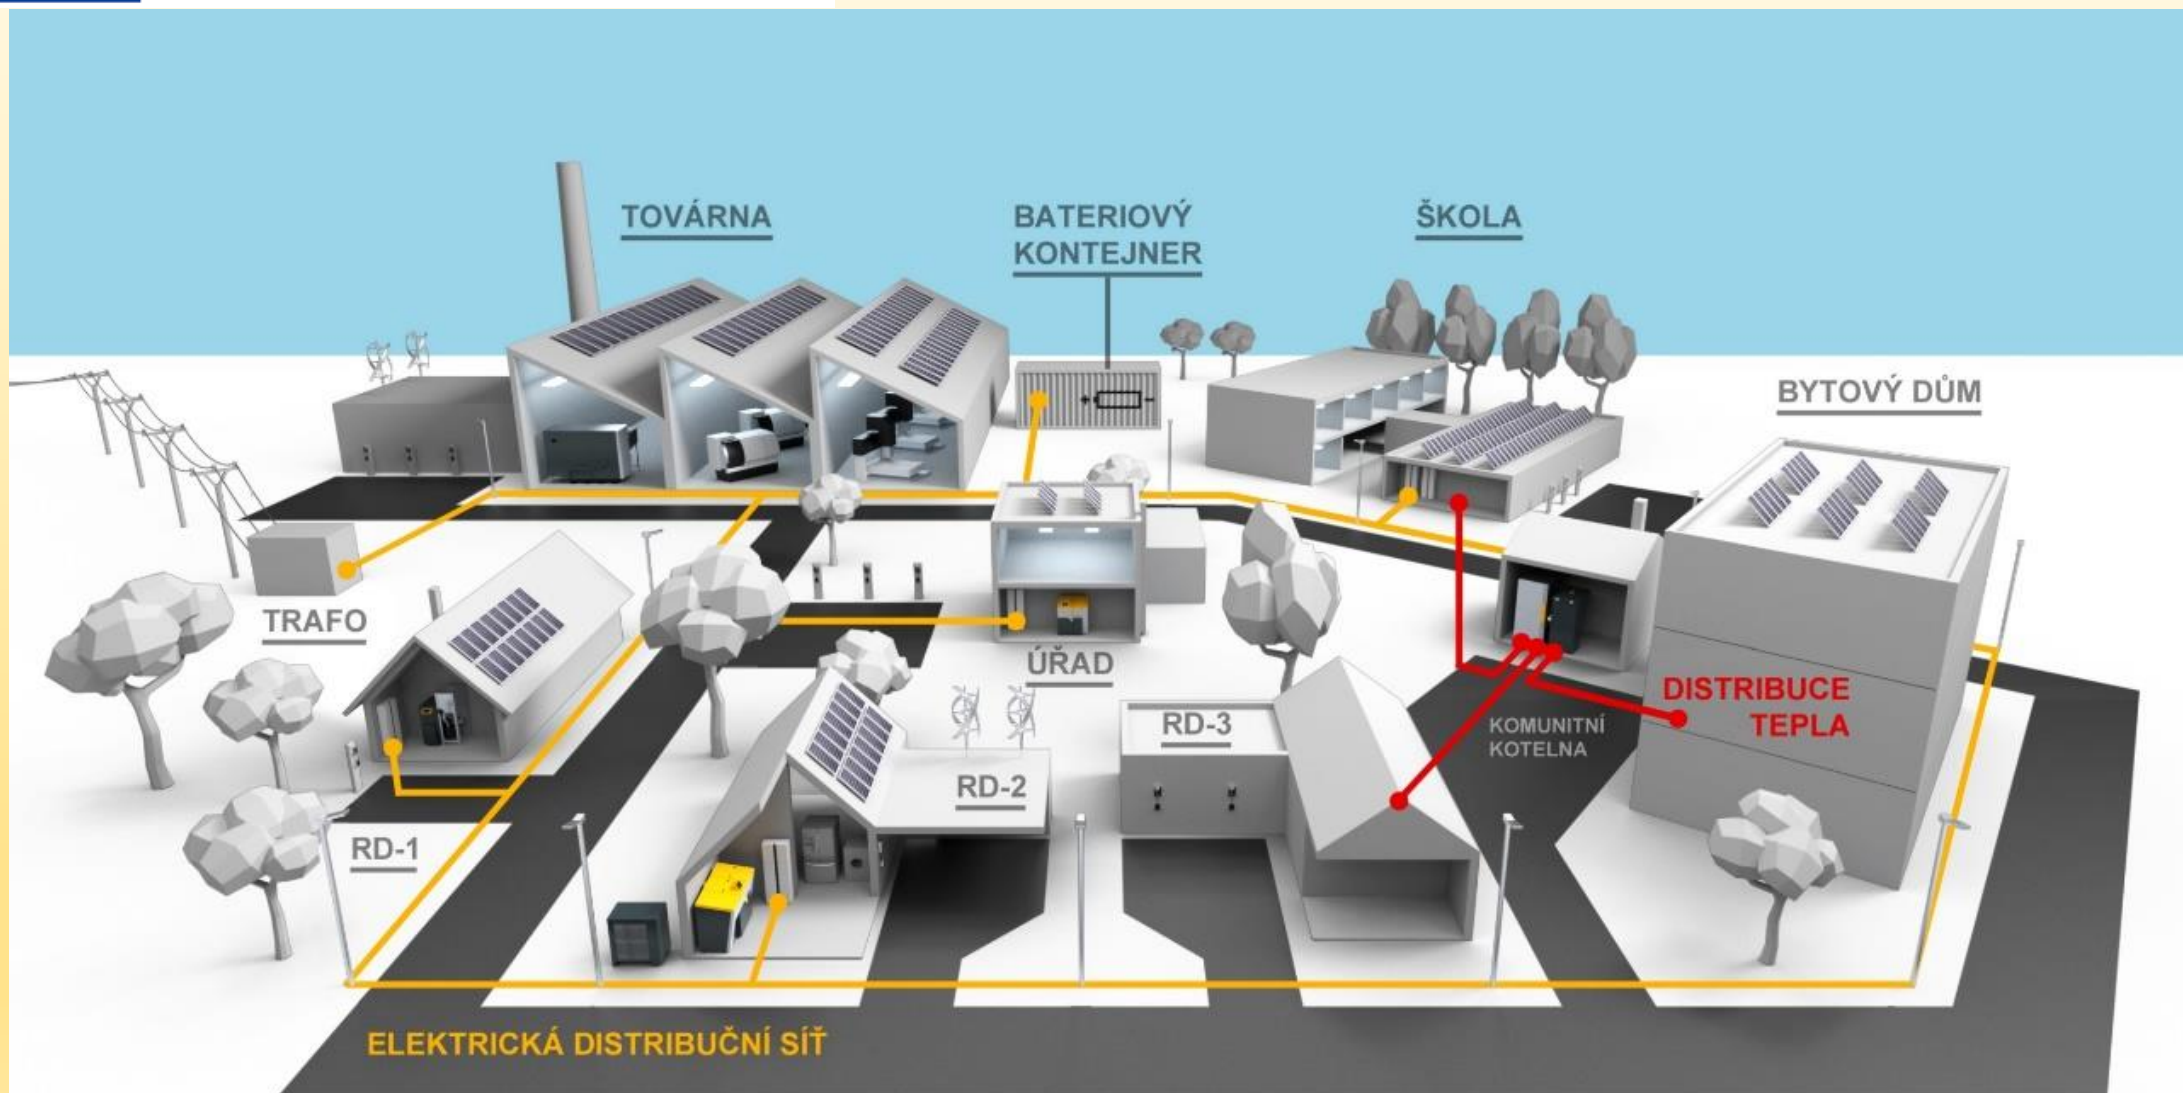 TOVÁRNA
BATERIOVÝ
KONTEJNER
ŠKOLA
BYTOVÝ DŮM
TRAFO
ÚŘAD
DISTRIBUCE
TEPLA
RD-3
KOMUNITNÍ
KOTELNA
RD-2
RD-1
ELEKTRICKÁ DISTRIBUČNÍ SÍŤ